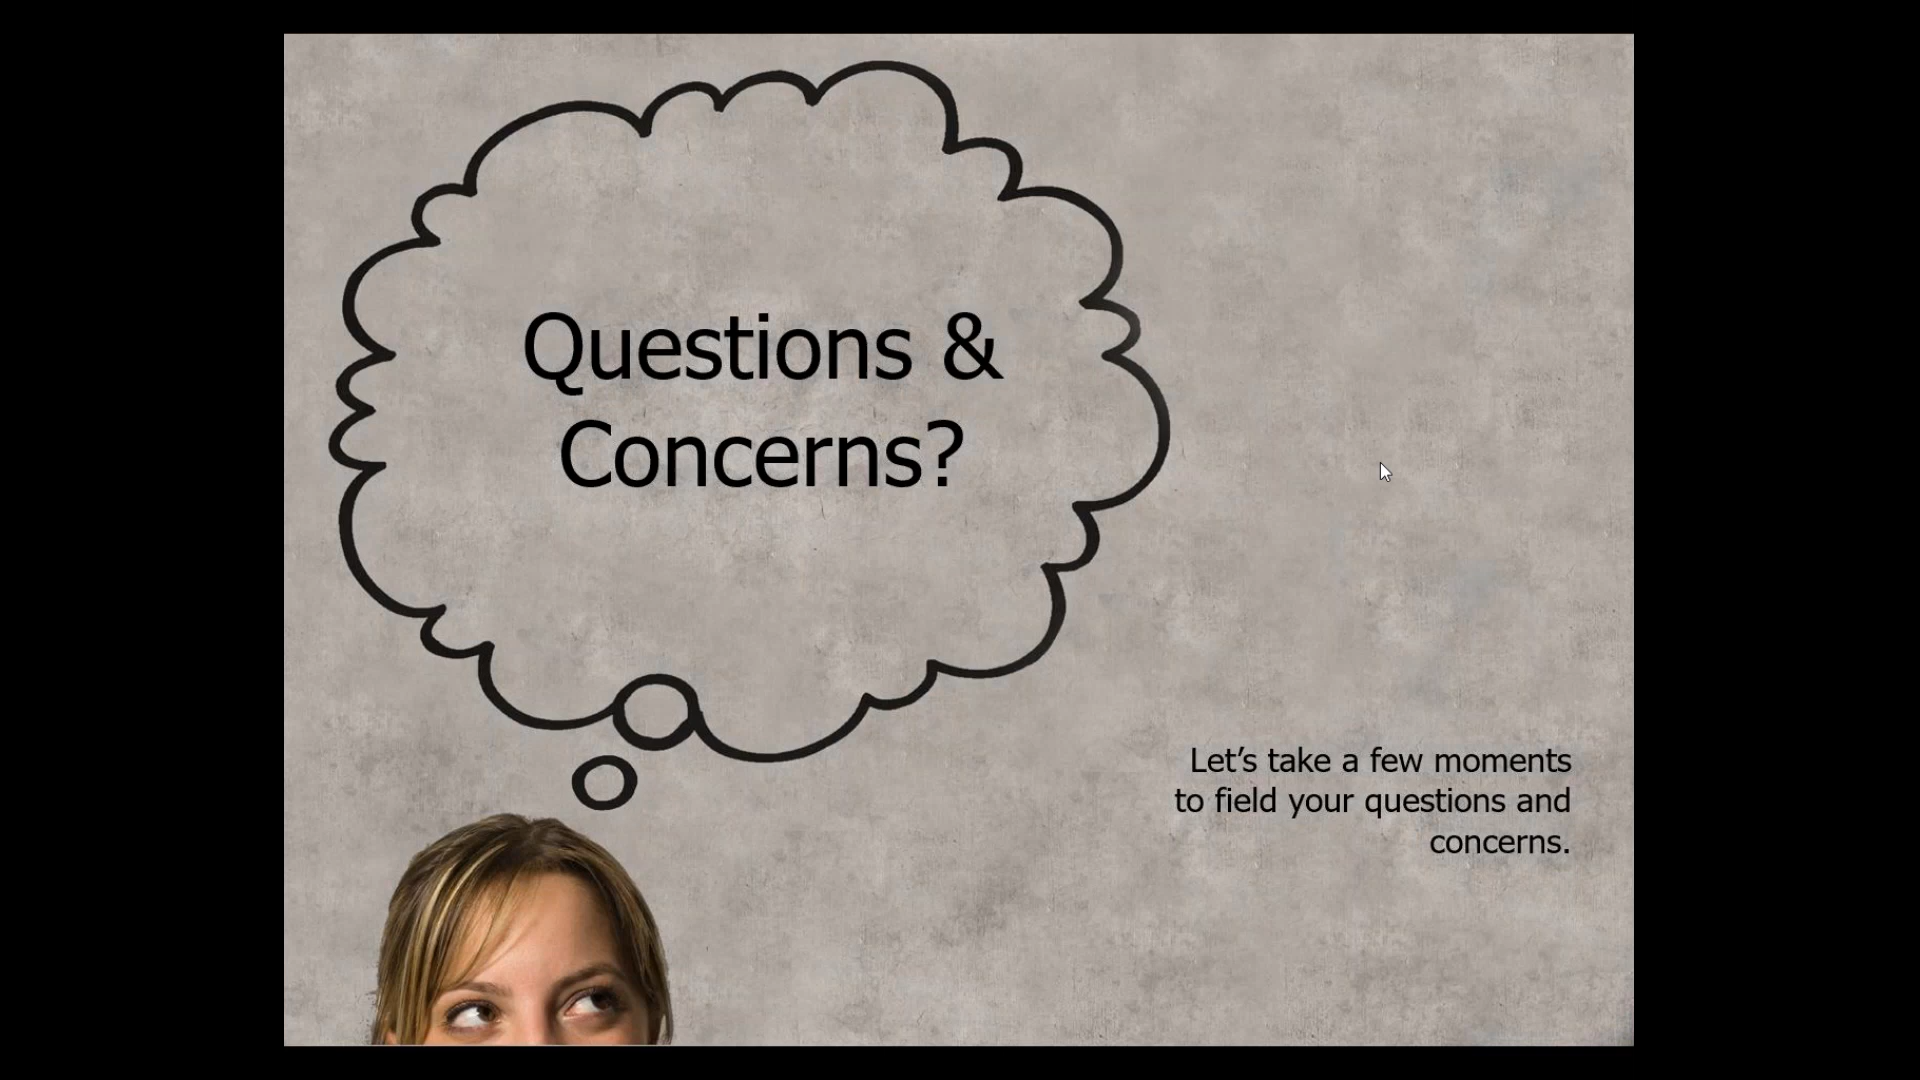 Questions &
Concerns?
Let’s take a few moments
to field your questions and
concerns.